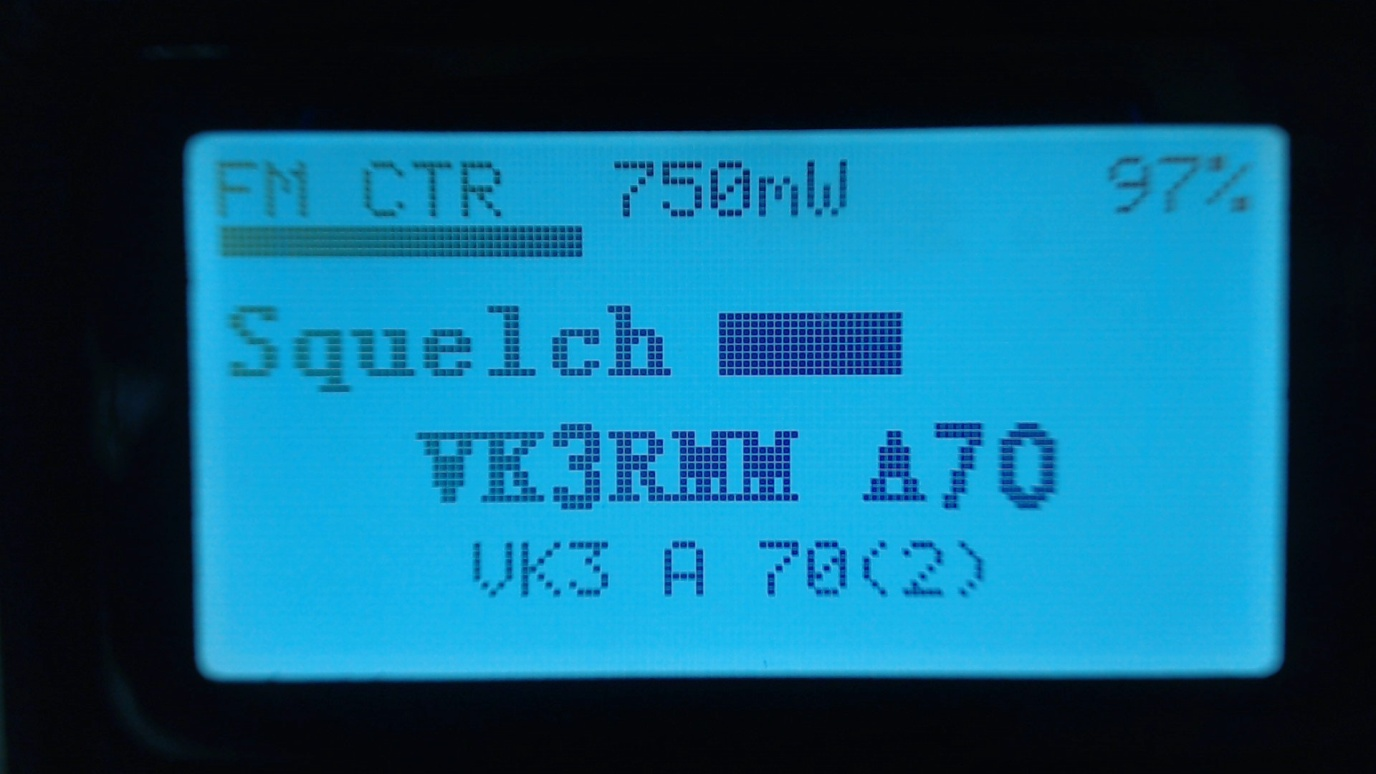 FM CTR 750mW 97%
Squelch
VK3RMM A70
VK3 A 70(2)